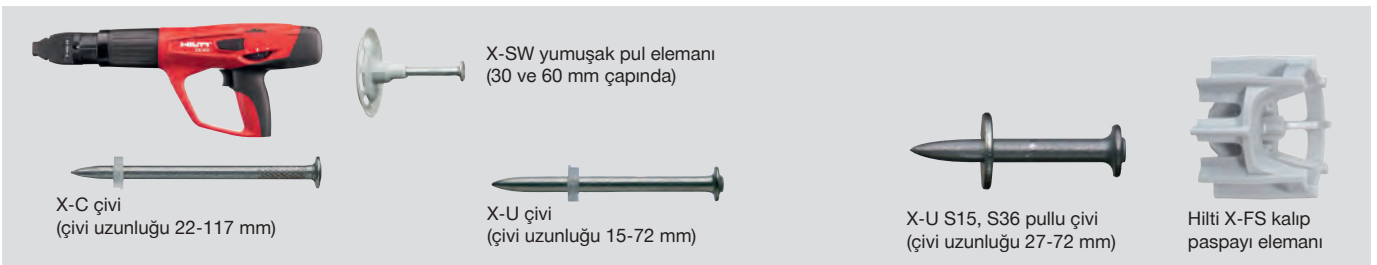 HILTI
X-SW yumuşak pul elemanı
(30 ve 60 mm çapında)
X-C çivi
(çivi uzunluğu 22-117 mm)
X-U çivi
(çivi uzunluğu 15-72 mm)
X-U S15, S36 pullu çivi
(çivi uzunluğu 27-72 mm)
Hilti X-FS kalıp
paspayı elemanı